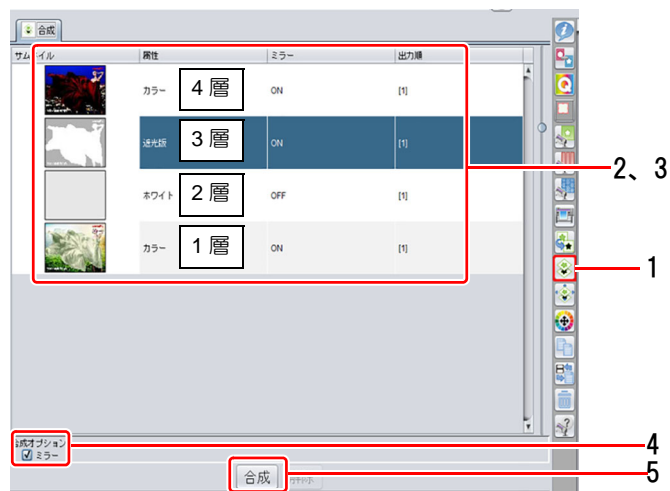 合成
サムネイル 属性 ミラー 出力順
カラー 4層 ON [1]
遮光版 3層 ON [1]
2、3
ホワイト 2層 OFF [1]
カラー 1層 ON [1]
1
合成オプション
ミラー
4
合成
5